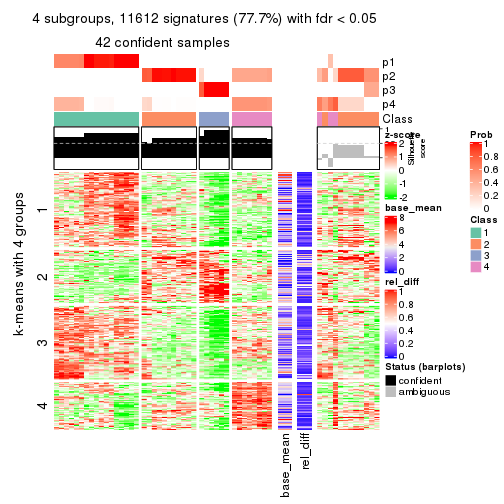 4 subgroups, 11612 signatures (77.7%) with fdr < 0.05
42 confident samples
p1
p2
p3
p4
Class
1
Silhouette
score
z-score
2
1
0
-1
-2
Prob
1
0.8
0.6
0.4
0.2
0
base_mean
8
6
4
2
0
Class
1
2
3
4
rel_diff
1
0.8
0.6
0.4
0.2
0
Status (barplots)
confident
ambiguous
k-means with 4 groups
1
2
3
4
base_mean
rel_diff